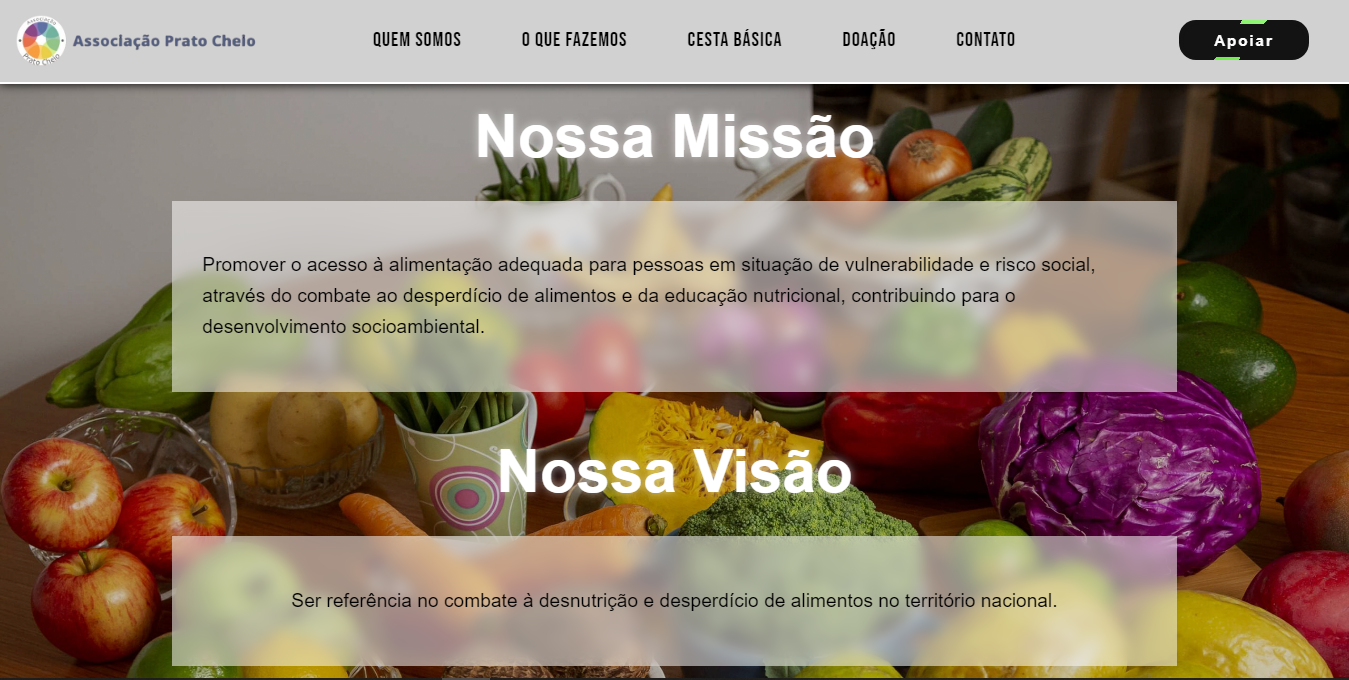 Associação
Prato Cheio
Associação Prato Cheio
QUEM SOMOS
O QUE FAZEMOS
CESTA BÁSICA
DOAÇÃO
CONTATO
Apoiar
Nossa Missão
Promover o acesso à alimentação adequada para pessoas em situação de vulnerabilidade e risco social,
através do combate ao desperdício de alimentos e da educação nutricional, contribuindo para o
desenvolvimento socioambiental.
Nossa Visão
Ser referência no combate à desnutrição e desperdício de alimentos no território nacional.